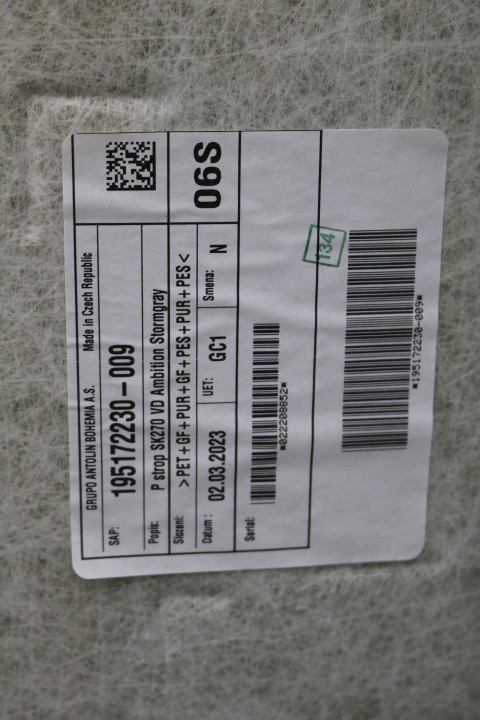 GRUPO ANTOLIN BOHEMIA A.S. Made in Czech Republic
SAP: 195172230-009
Popis: P strop SK270 VD Ambition Stormgray
Slozeni: >PET+GF+PUR+GF+PES+PUR+PES<
06S
Datum: 02.03.2023 UET: GC1 Smena: N
Serial:
*022208852*
134
*195172230-009*